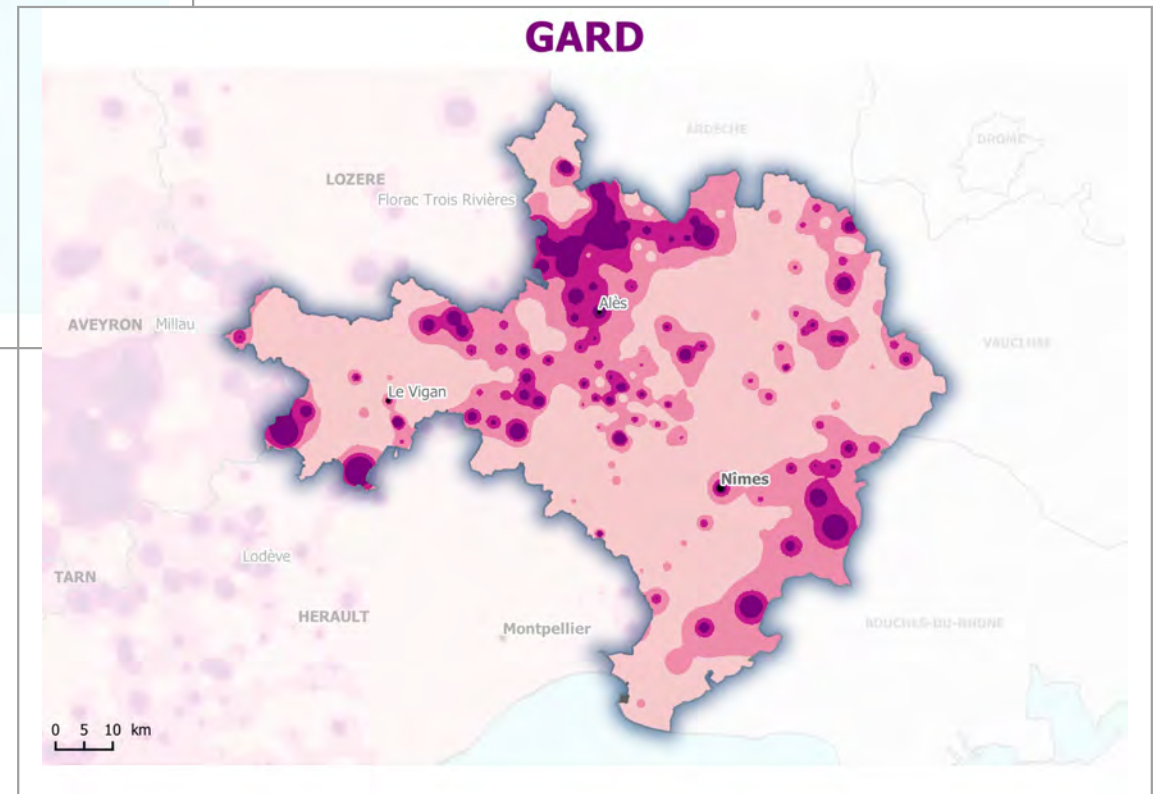 GARD
ARDÈCHE
DROME
LOZERE
Florac Trois Rivières
Alès
AVEYRON Millau
VAUCLUSE
Le Vigan
Nîmes
Lodève
TARN
HERAULT
Montpellier
BOUCHES-DU-RHONE
0 5 10 km